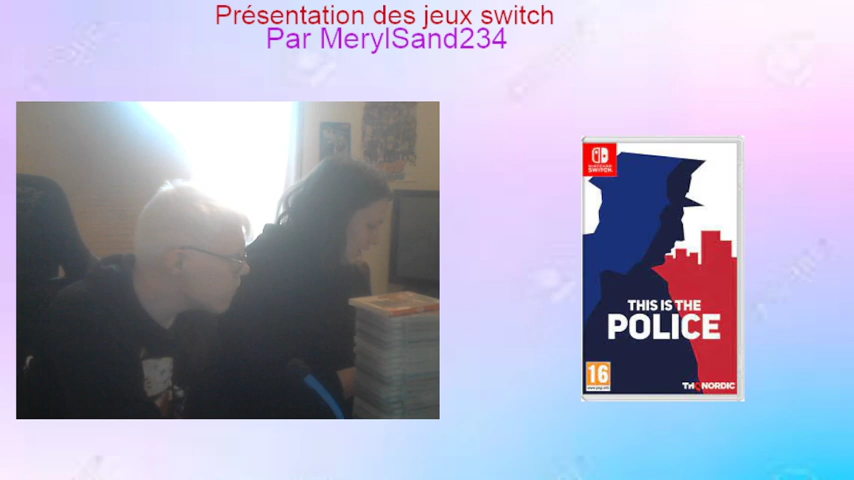 Présentation des jeux switch
Par MerylSand234
NINTENDO
SWITCH
THIS IS THE
POLICE
16
THQ NORDIC